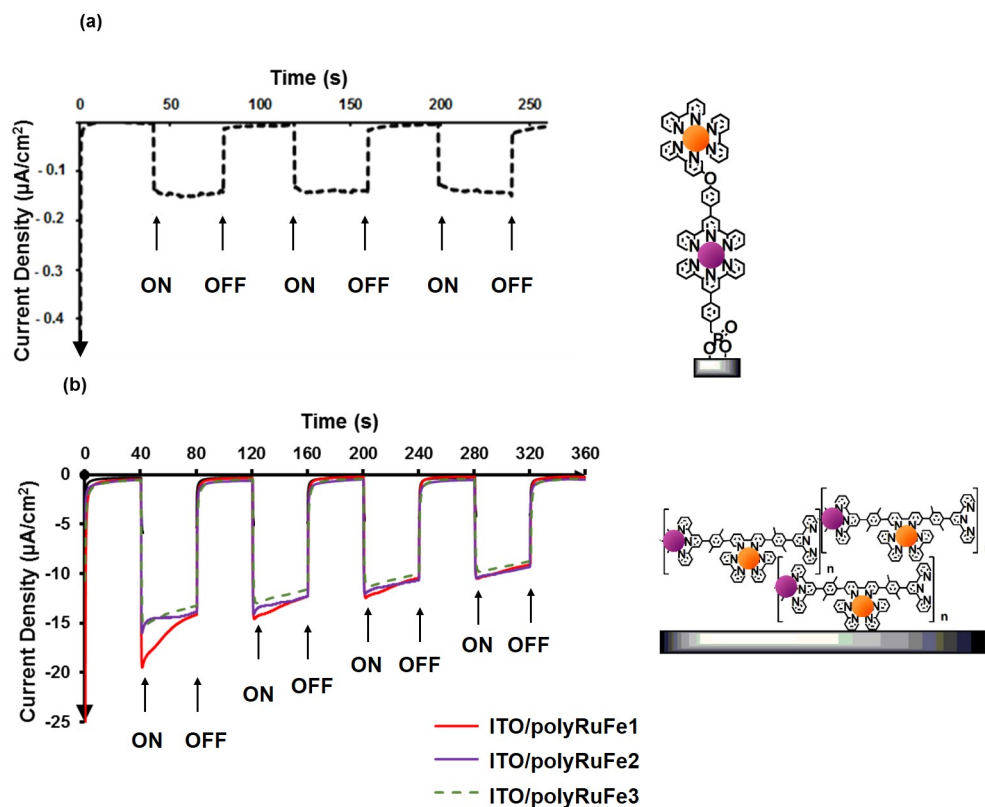 (a)
Time (s)
0 50 100 150 200 250
Current Density (µA/cm²)
- 0.1
- 0.2
- 0.3
- 0.4
ON OFF ON OFF ON OFF
N N N
N N N
O
N N N
N N N
P O
O O
(b)
Time (s)
0 40 80 120 160 200 240 280 320 360
Current Density (µA/cm²)
0
-5
-10
-15
-20
-25
ON OFF ON OFF ON OFF ON OFF
n
n
ITO/polyRuFe1
ITO/polyRuFe2
ITO/polyRuFe3